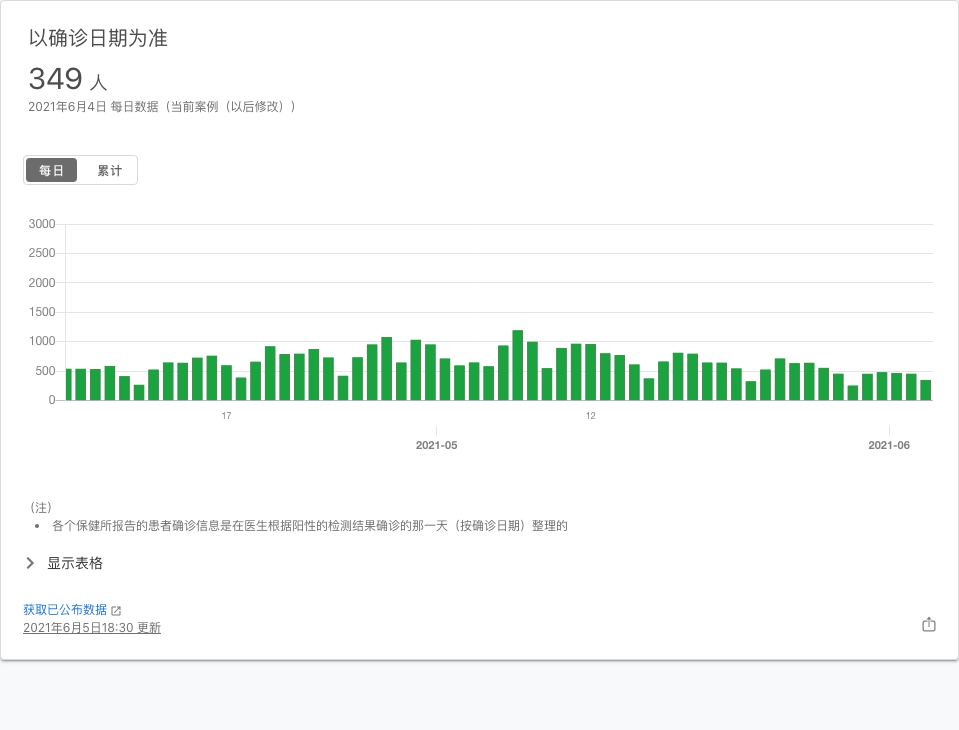 以确诊日期为准
349 人
2021年6月4日 每日数据（当前案例（以后修改））
每日 累计
3000
2500
2000
1500
1000
500
0
17 12
2021-05 2021-06
（注）
• 各个保健所报告的患者确诊信息是在医生根据阳性的检测结果确诊的那一天（按确诊日期）整理的
显示表格
获取已公布数据
2021年6月5日18:30 更新